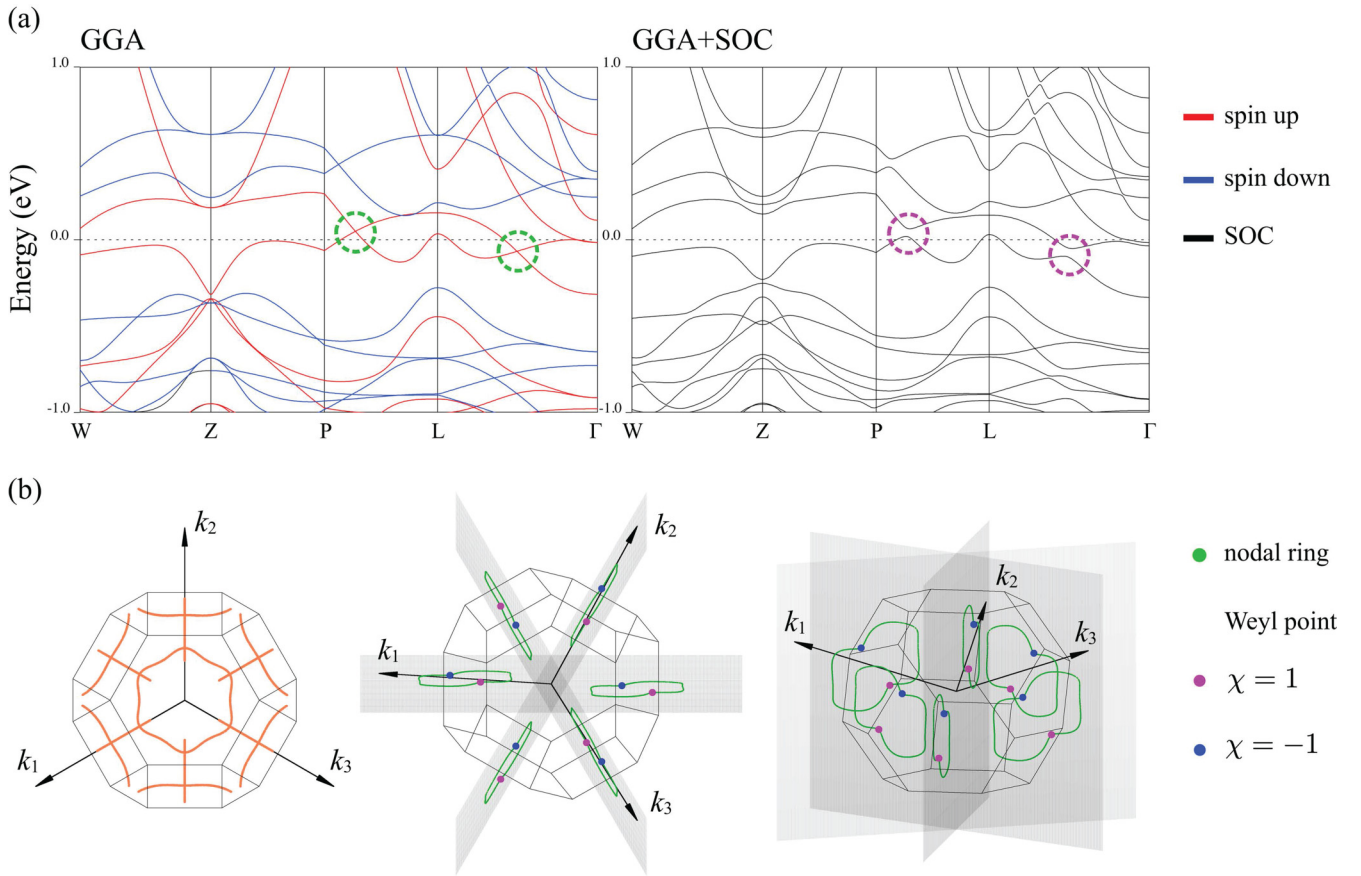 (a)
GGA
GGA+SOC
1.0
0.0
-1.0
Energy (eV)
W Z P L Γ
1.0
0.0
-1.0
W Z P L Γ
spin up
spin down
SOC
(b)
k2
k1
k3
k2
k1
k3
k2
k1
k3
nodal ring
Weyl point
χ = 1
χ = −1